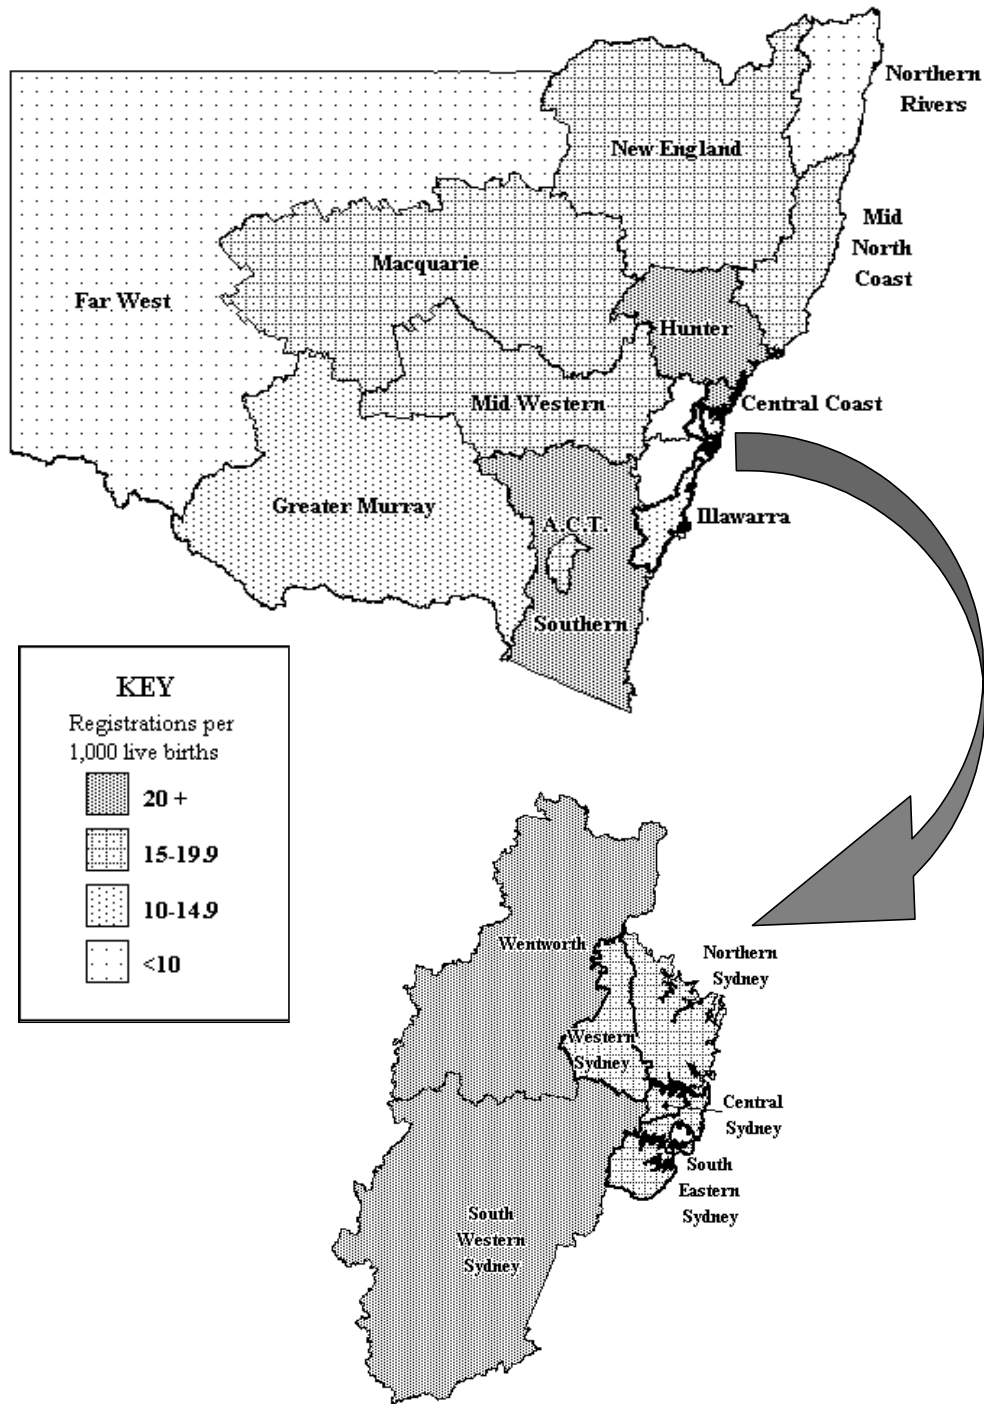 Northern
Rivers
New England
Mid
North
Coast
Macquarie
Far West
Hunter
Mid Western
Central Coast
Greater Murray
Illawarra
A.C.T.
Southern
KEY
Registrations per
1,000 live births
20 +
15-19.9
10-14.9
<10
Wentworth
Northern
Sydney
Western
Sydney
Central
Sydney
South
Eastern
Sydney
South
Western
Sydney